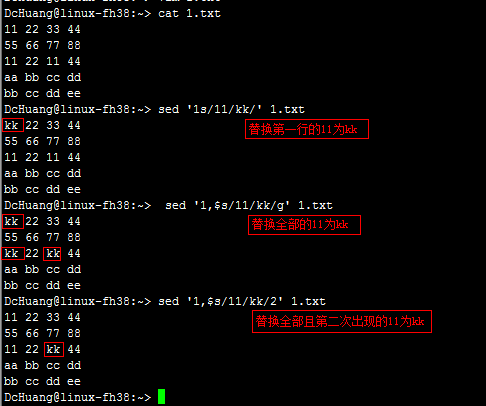 DcHuang@linux-fh38:~> cat 1.txt
11 22 33 44
55 66 77 88
11 22 11 44
aa bb cc dd
bb cc dd ee
DcHuang@linux-fh38:~> sed '1s/11/kk/' 1.txt
kk 22 33 44
替换第一行的11为kk
55 66 77 88
11 22 11 44
aa bb cc dd
bb cc dd ee
DcHuang@linux-fh38:~>  sed '1,$s/11/kk/g' 1.txt
kk 22 33 44
替换全部的11为kk
55 66 77 88
kk 22 kk 44
aa bb cc dd
bb cc dd ee
DcHuang@linux-fh38:~> sed '1,$s/11/kk/2' 1.txt
11 22 33 44
替换全部且第二次出现的11为kk
55 66 77 88
11 22 kk 44
aa bb cc dd
bb cc dd ee
DcHuang@linux-fh38:~>